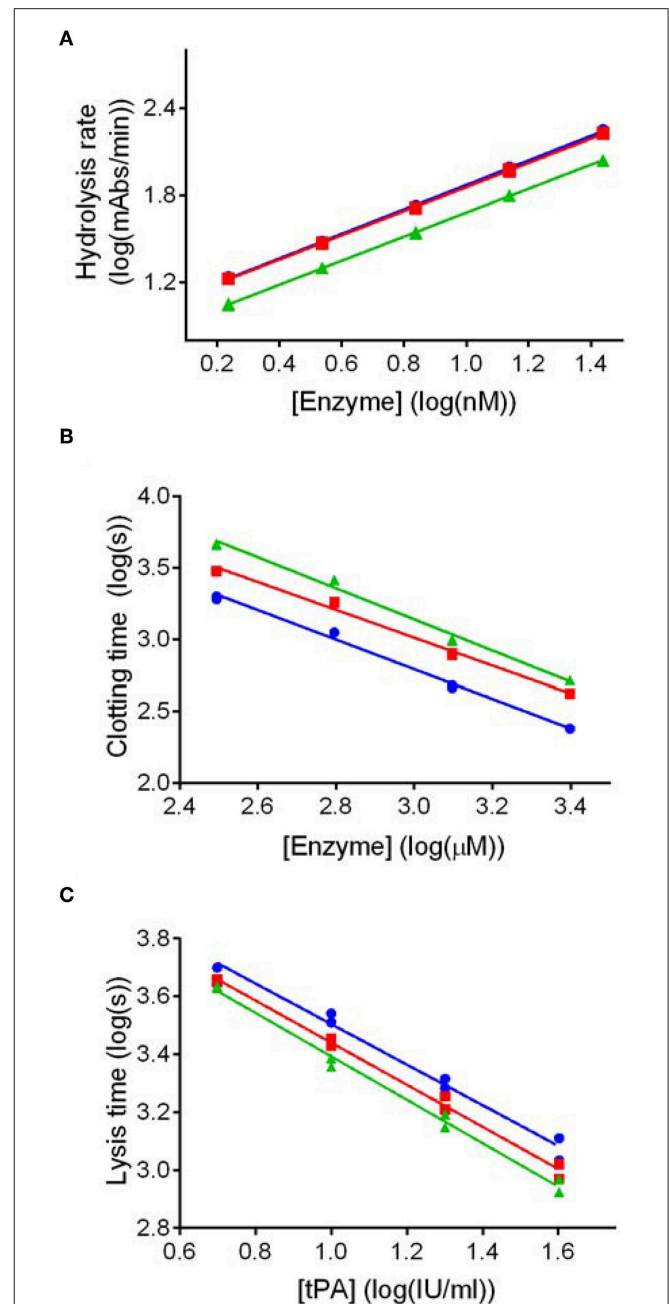 A
Hydrolysis rate
(log(mAbs/min))
2.4
1.8
1.2
0.2 0.4 0.6 0.8 1.0 1.2 1.4
[Enzyme] (log(nM))
B
Clotting time (log(s))
4.0
3.5
3.0
2.5
2.0
2.4 2.6 2.8 3.0 3.2 3.4
[Enzyme] (log(μM))
C
Lysis time (log(s))
3.8
3.6
3.4
3.2
3.0
2.8
0.6 0.8 1.0 1.2 1.4 1.6
[tPA] (log(IU/ml))